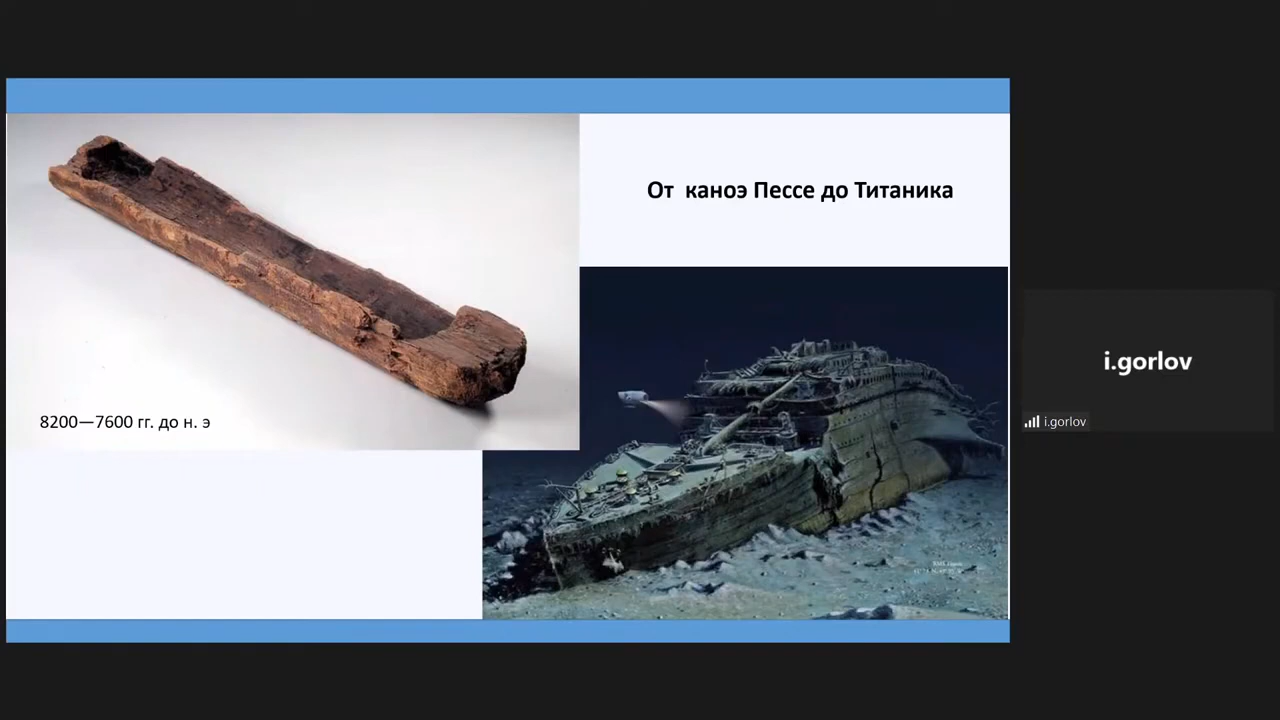 От каноэ Пессе до Титаника
8200—7600 гг. до н. э
i.gorlov
i.gorlov